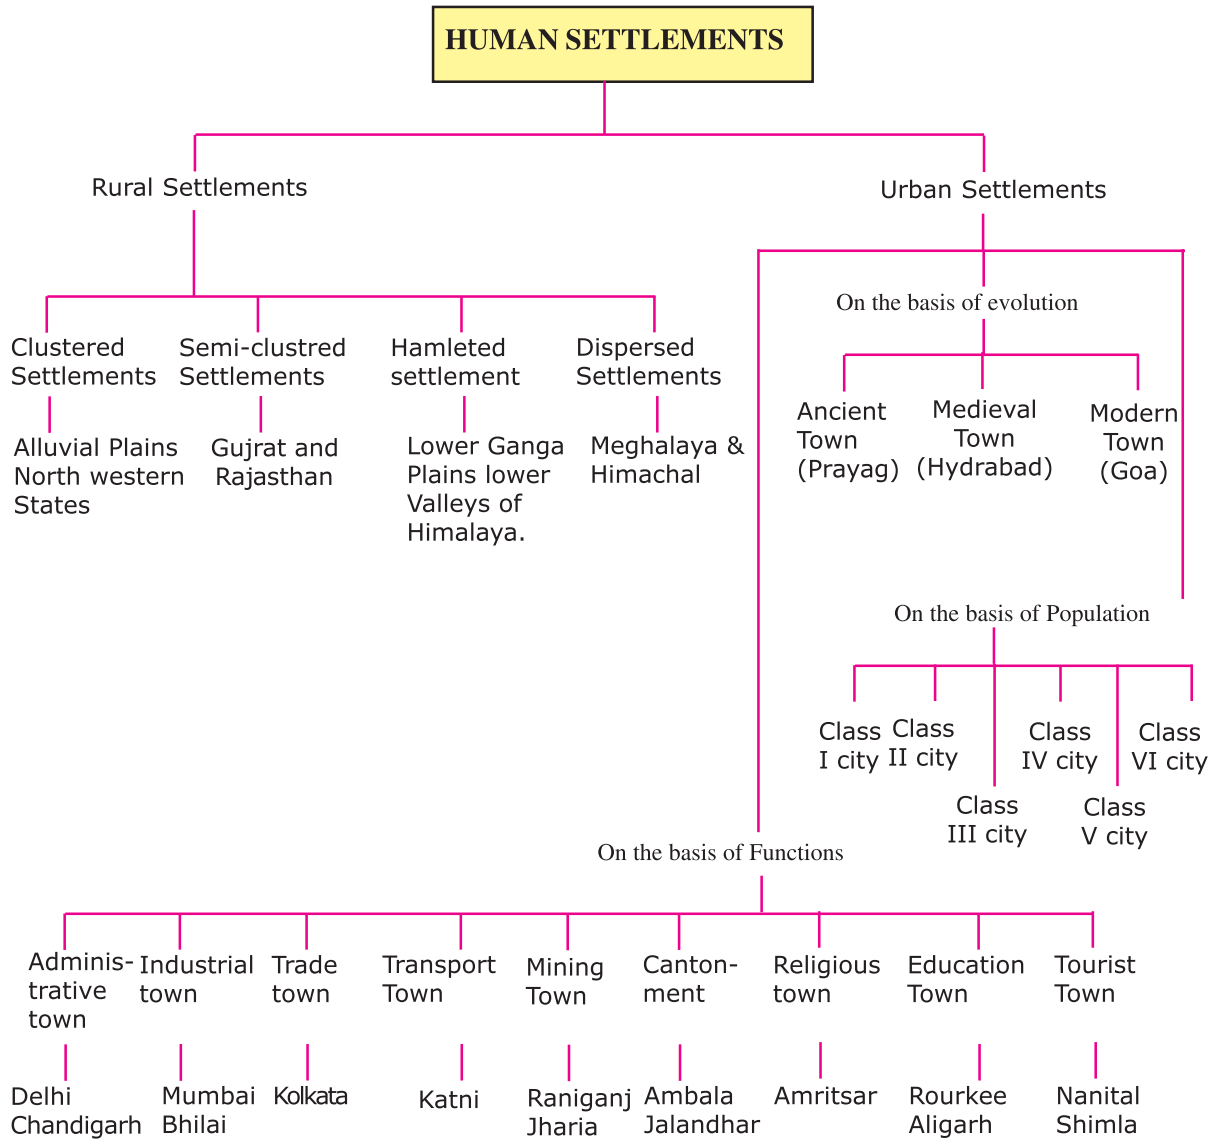 HUMAN SETTLEMENTS
Rural Settlements
Urban Settlements
Clustered
Settlements
Alluvial Plains
North western
States
Semi-clustred
Settlements
Gujrat and
Rajasthan
Hamleted
settlement
Lower Ganga
Plains lower
Valleys of
Himalaya.
Dispersed
Settlements
Meghalaya &
Himachal
On the basis of evolution
Ancient
Town
(Prayag)
Medieval
Town
(Hydrabad)
Modern
Town
(Goa)
On the basis of Population
Class
I city
Class
II city
Class
III city
Class
IV city
Class
V city
Class
VI city
On the basis of Functions
Adminis-
trative
town
Delhi
Chandigarh
Industrial
town
Mumbai
Bhilai
Trade
town
Kolkata
Transport
Town
Katni
Mining
Town
Raniganj
Jharia
Canton-
ment
Ambala
Jalandhar
Religious
town
Amritsar
Education
Town
Rourkee
Aligarh
Tourist
Town
Nanital
Shimla